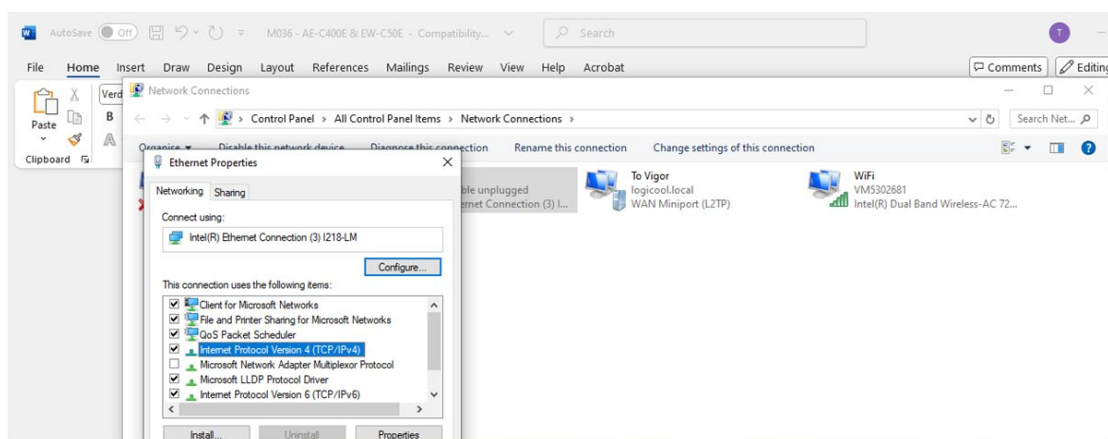 AutoSave Off M036 - AE-C400E & EW-C50E - Compatibility... Search T
File Home Insert Draw Design Layout References Mailings Review View Help Acrobat Comments Editing
Paste
Clipboard
Verd
B
A
Network Connections
Control Panel > All Control Panel Items > Network Connections > Search Net...
Organise Disable this network device Diagnose this connection Rename this connection Change settings of this connection
Ethernet Properties
Networking Sharing
Connect using:
Intel(R) Ethernet Connection (3) I218-LM
Configure...
This connection uses the following items:
Client for Microsoft Networks
File and Printer Sharing for Microsoft Networks
QoS Packet Scheduler
Internet Protocol Version 4 (TCP/IPv4)
Microsoft Network Adapter Multiplexor Protocol
Microsoft LLDP Protocol Driver
Internet Protocol Version 6 (TCP/IPv6)
Install... Uninstall Properties
ble unplugged
ernet Connection (3) I...
To Vigor
logicool.local
WAN Miniport (L2TP)
WiFi
VM5302681
Intel(R) Dual Band Wireless-AC 72...